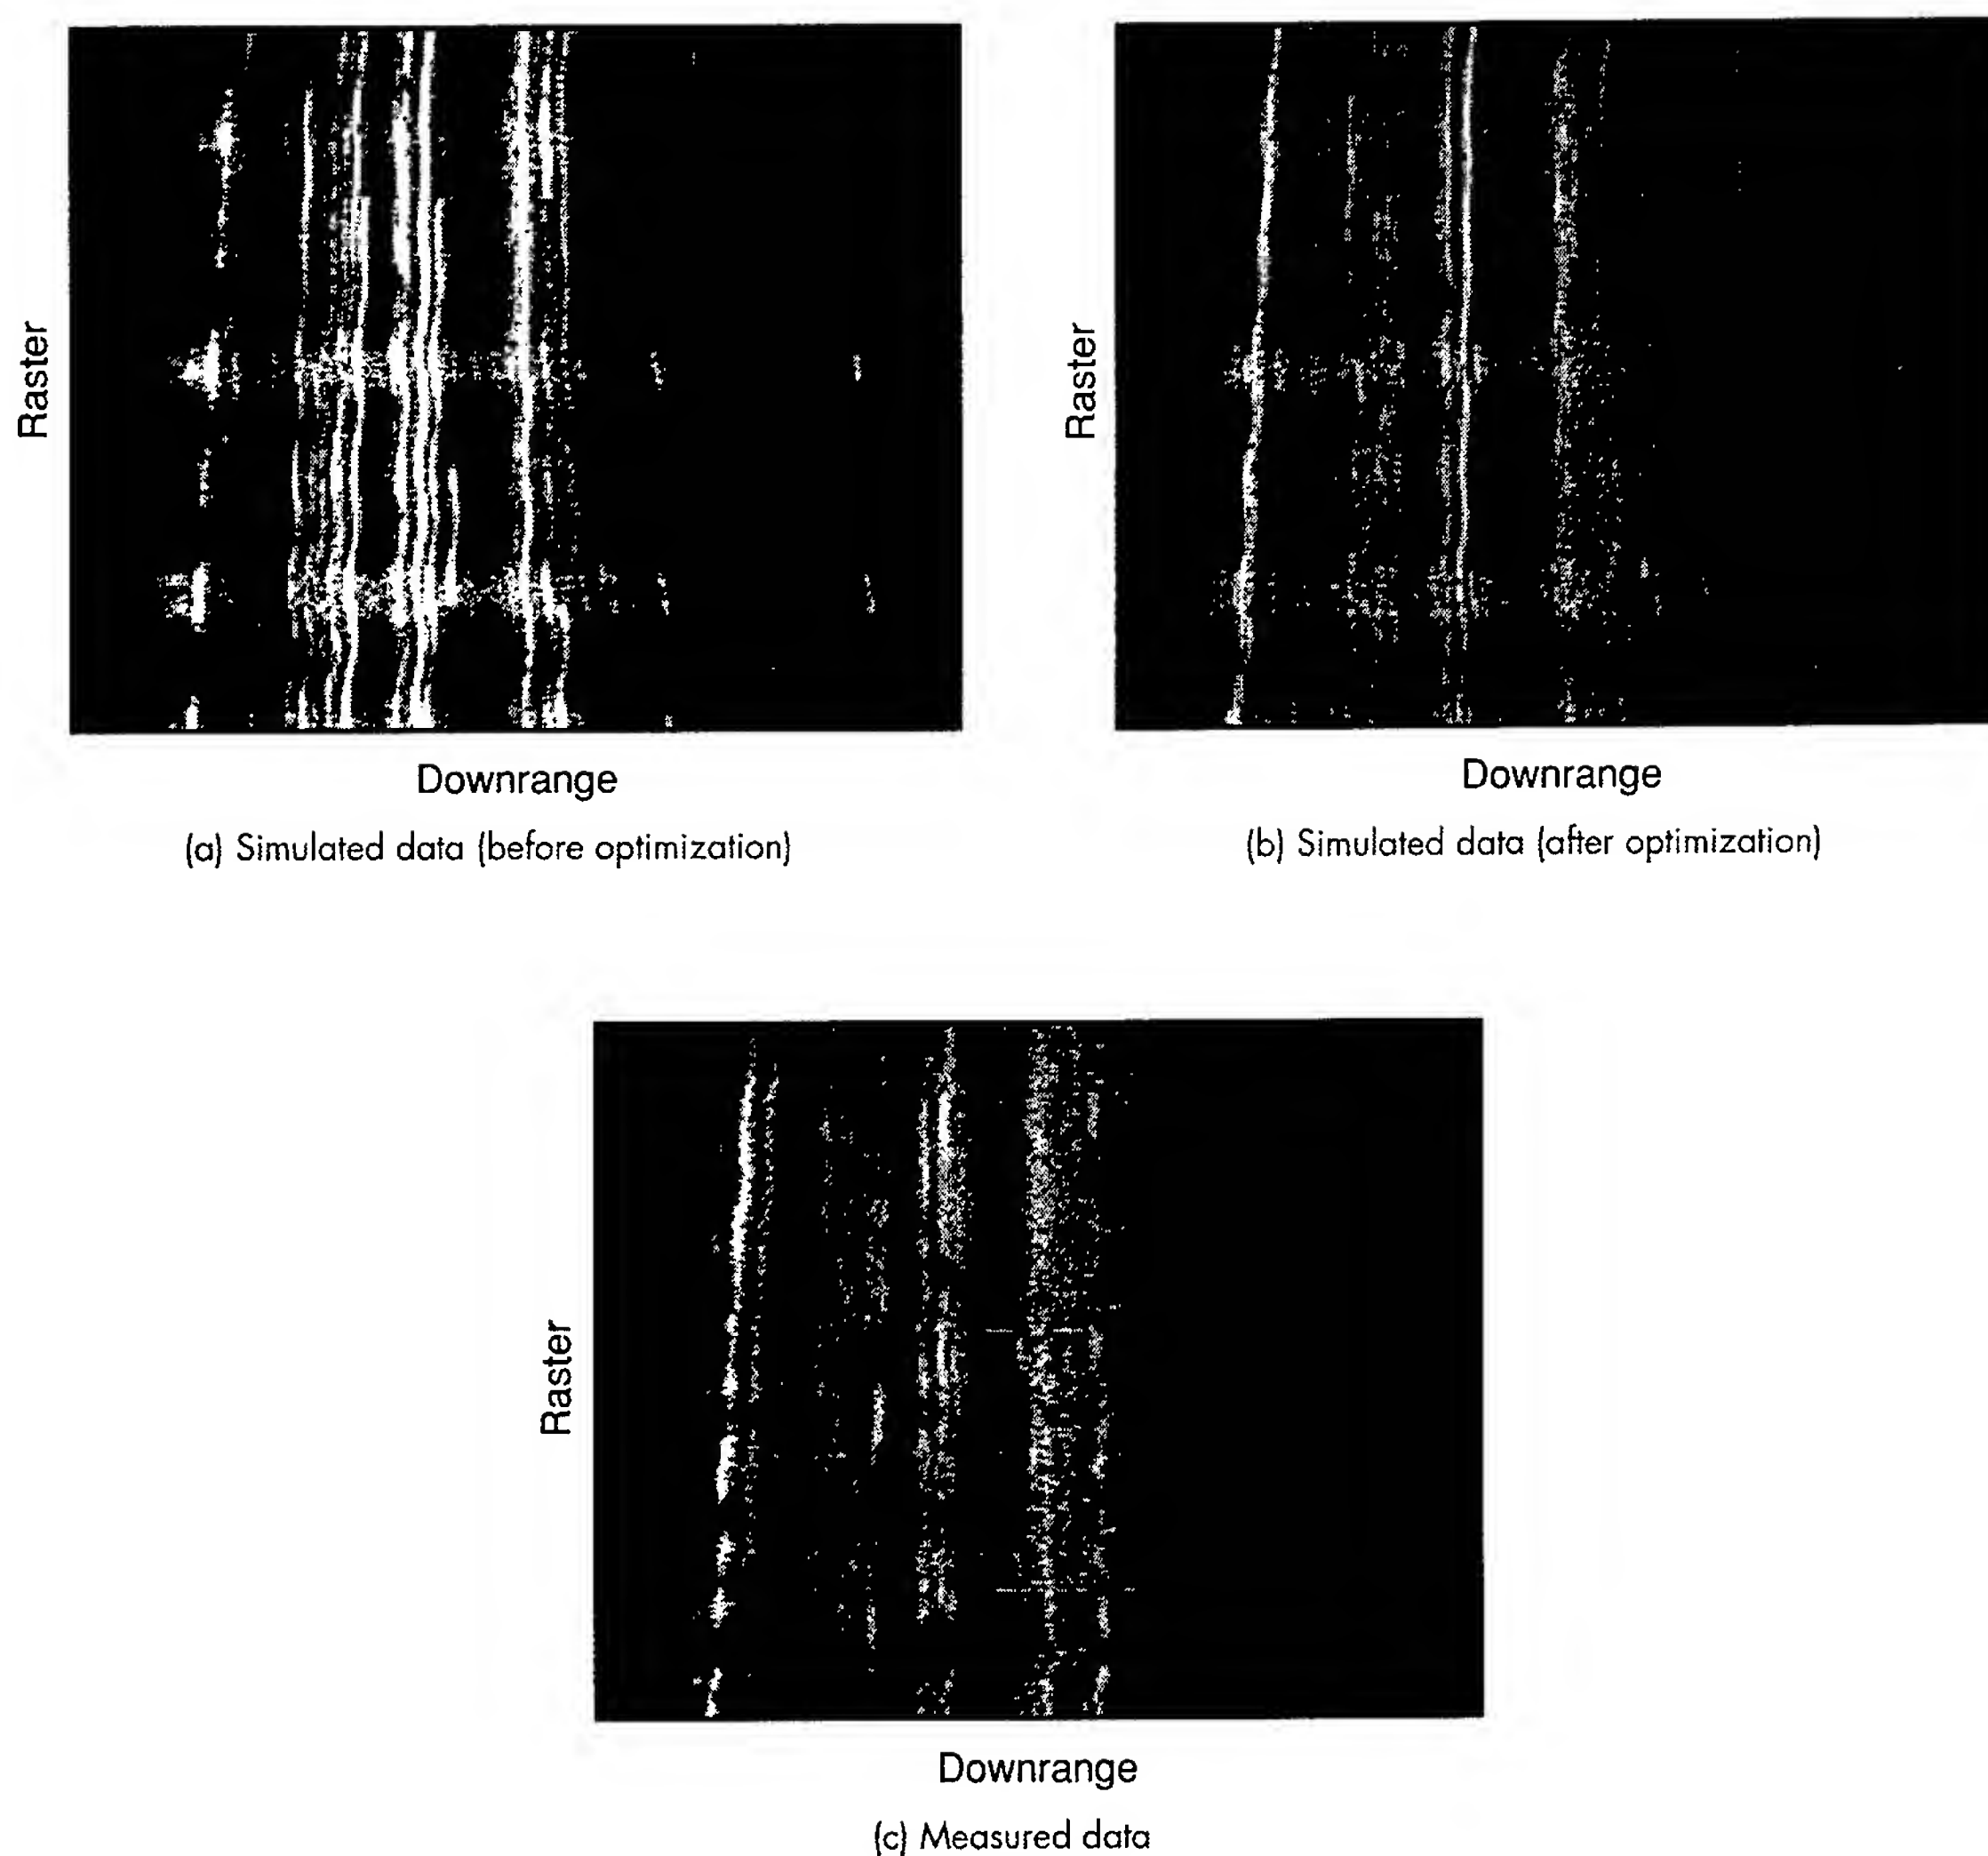 Raster
Downrange
(a) Simulated data (before optimization)
Raster
Downrange
(b) Simulated data (after optimization)
Raster
Downrange
(c) Measured data